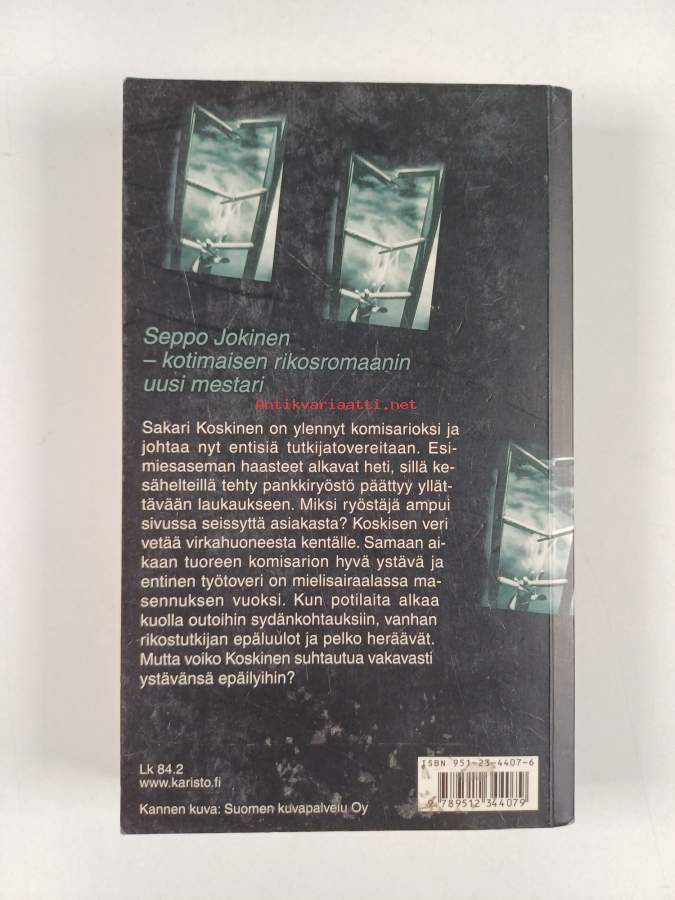 Seppo Jokinen
– kotimaisen rikosromaanin
uusi mestari
Antikvariaatti.net
Sakari Koskinen on ylennyt komisarioksi ja
johtaa nyt entisiä tutkijatovereitaan. Esi-
miesaseman haasteet alkavat heti, sillä ke-
sähelteillä tehty pankkiryöstö päättyy yllät-
tävään laukaukseen. Miksi ryöstäjä ampui
sivussa seissyttä asiakasta? Koskisen veri
vetää virkahuoneesta kentälle. Samaan ai-
kaan tuoreen komisarion hyvä ystävä ja
entinen työtoveri on mielisairaalassa ma-
sennuksen vuoksi. Kun potilaita alkaa
kuolla outoihin sydänkohtauksiin, vanhan
rikostutkijan epäluulot ja pelko heräävät.
Mutta voiko Koskinen suhtautua vakavasti
ystävänsä epäilyihin?
ISBN 951-23-4407-6
Lk 84.2
www.karisto.fi
9 789512 344079
Kannen kuva: Suomen kuvapalvelu Oy